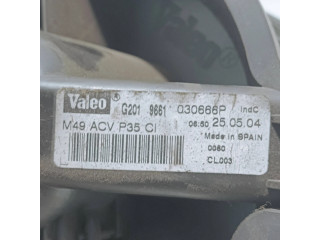 Valeo G201 9661 030666P IndC
M49 ACV P35 CI 06:50 25.05.04
Made in SPAIN
0060
CL003